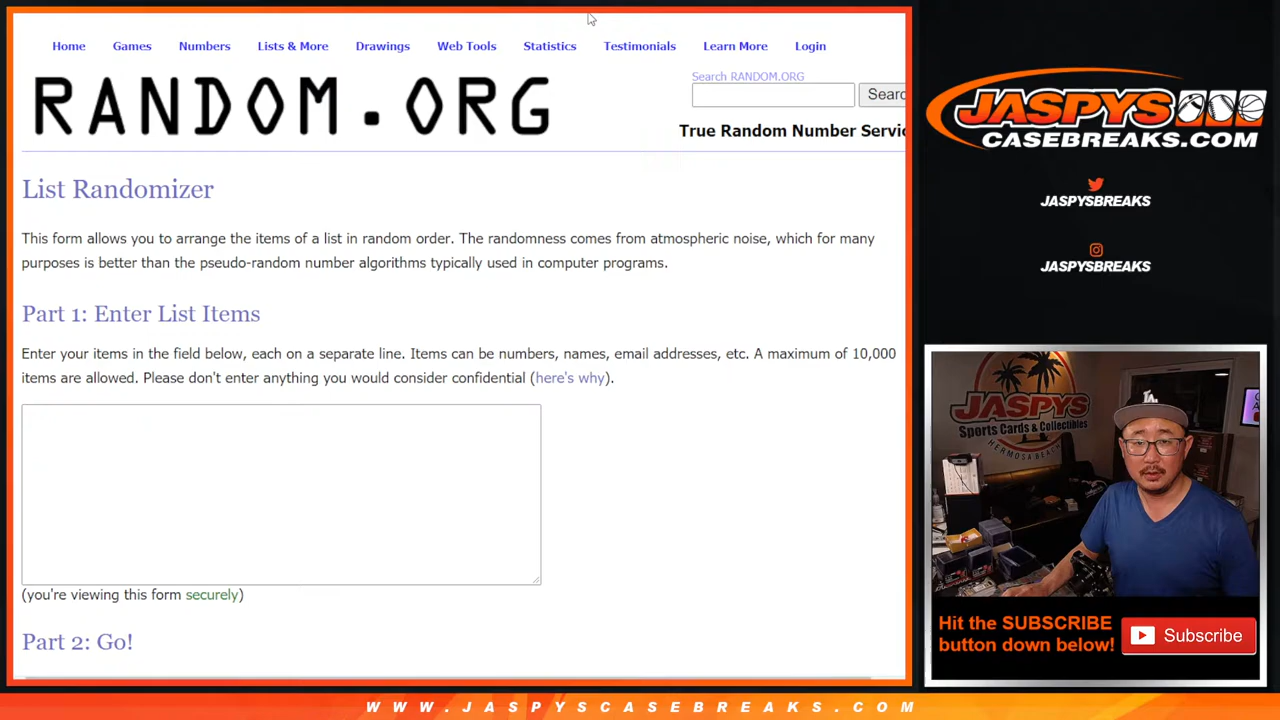 Home Games Numbers Lists & More Drawings Web Tools Statistics Testimonials Learn More Login
RANDOM.ORG
Search RANDOM.ORG
Searc
True Random Number Servic
List Randomizer
This form allows you to arrange the items of a list in random order. The randomness comes from atmospheric noise, which for many
purposes is better than the pseudo-random number algorithms typically used in computer programs.
Part 1: Enter List Items
Enter your items in the field below, each on a separate line. Items can be numbers, names, email addresses, etc. A maximum of 10,000
items are allowed. Please don't enter anything you would consider confidential (here's why).
(you're viewing this form securely)
Part 2: Go!
JASPYS
CASEBREAKS.COM
JASPYSBREAKS
JASPYSBREAKS
JASPYS
Sports Cards & Collectibles
HERMOSA BEACH
LA
Hit the SUBSCRIBE
button down below!
Subscribe
WWW.JASPYSCASEBREAKS.COM